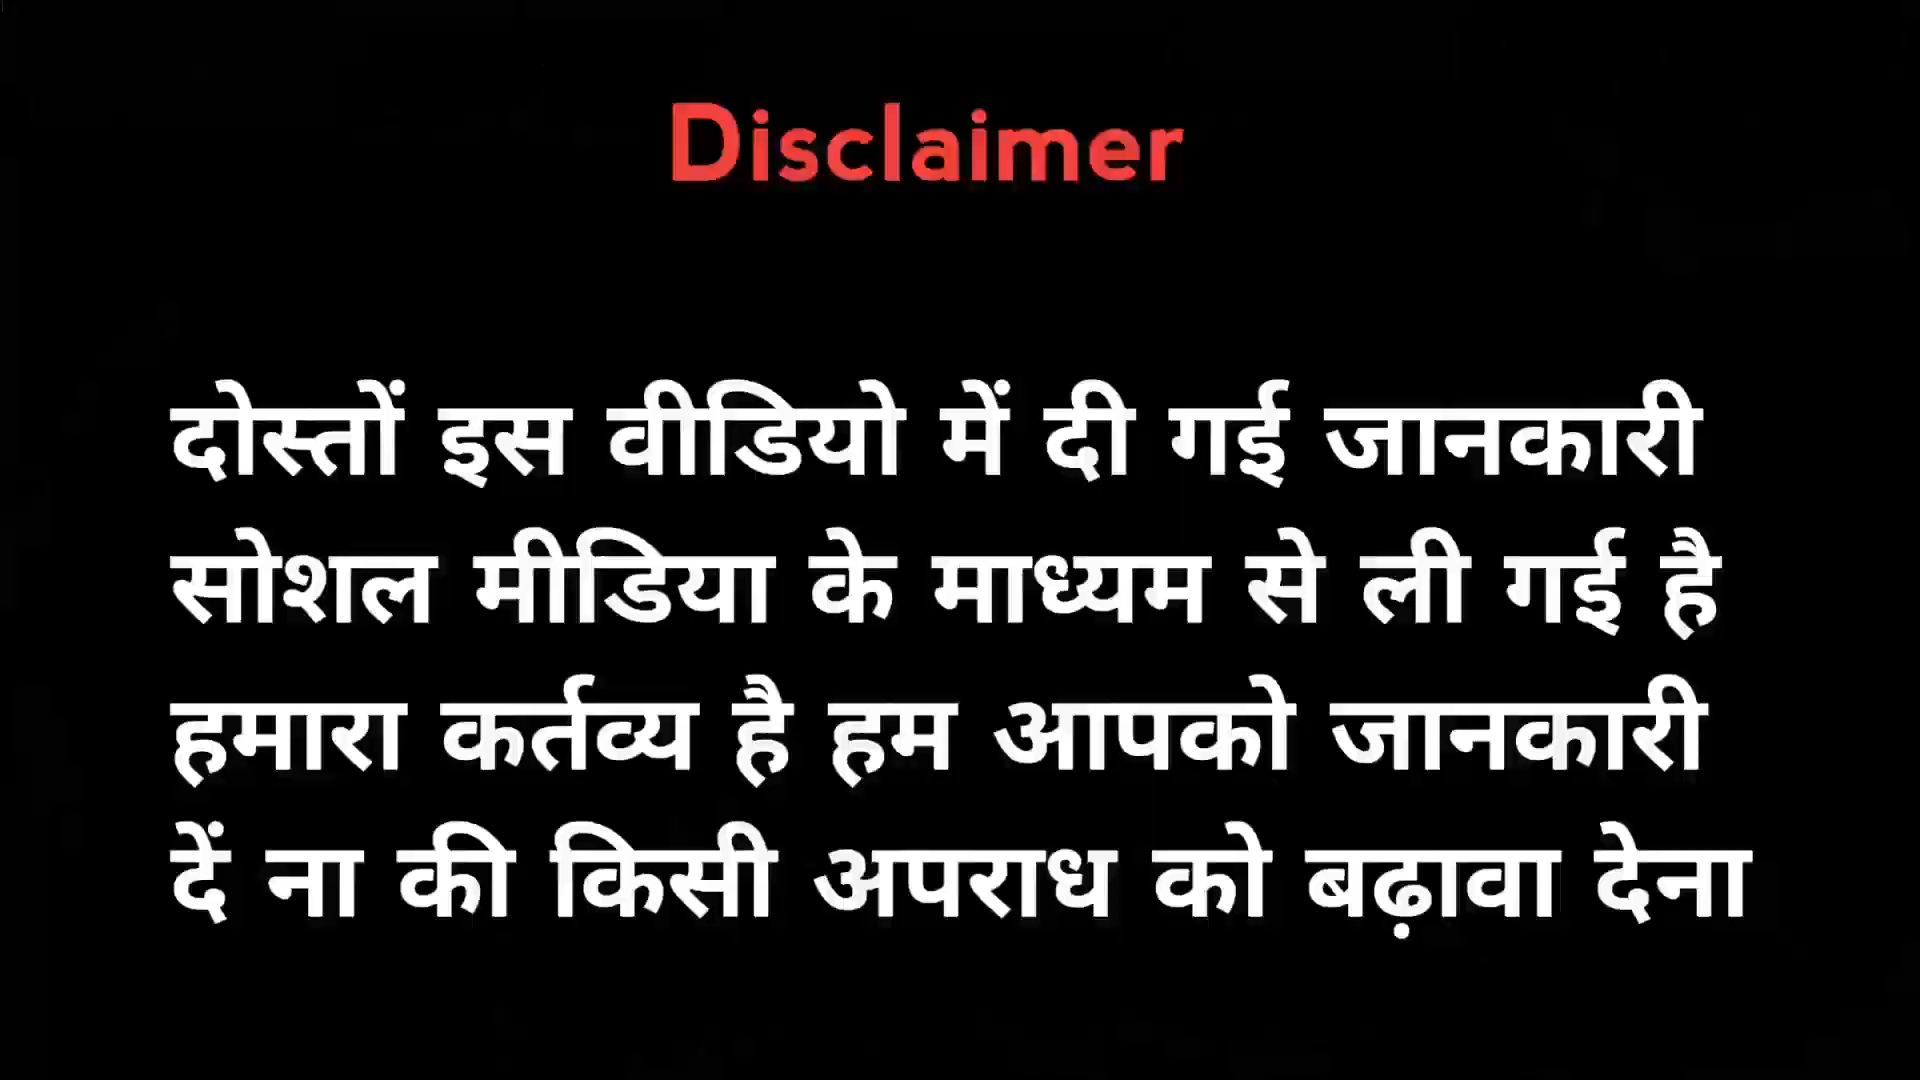 Disclaimer
दोस्तों इस वीडियो में दी गई जानकारी
सोशल मीडिया के माध्यम से ली गई है
हमारा कर्तव्य है हम आपको जानकारी
दें ना की किसी अपराध को बढ़ावा देना